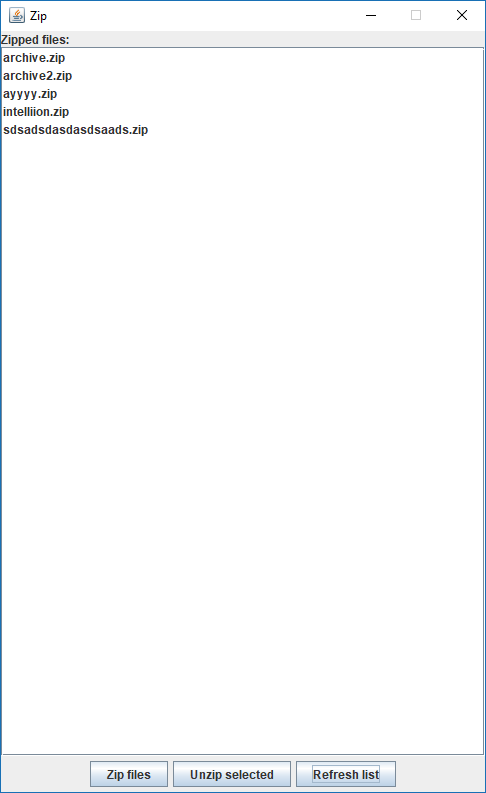 Zip
Zipped files:
archive.zip
archive2.zip
ayyyy.zip
intelliion.zip
sdsadsdasdasdsaads.zip
Zip files
Unzip selected
Refresh list